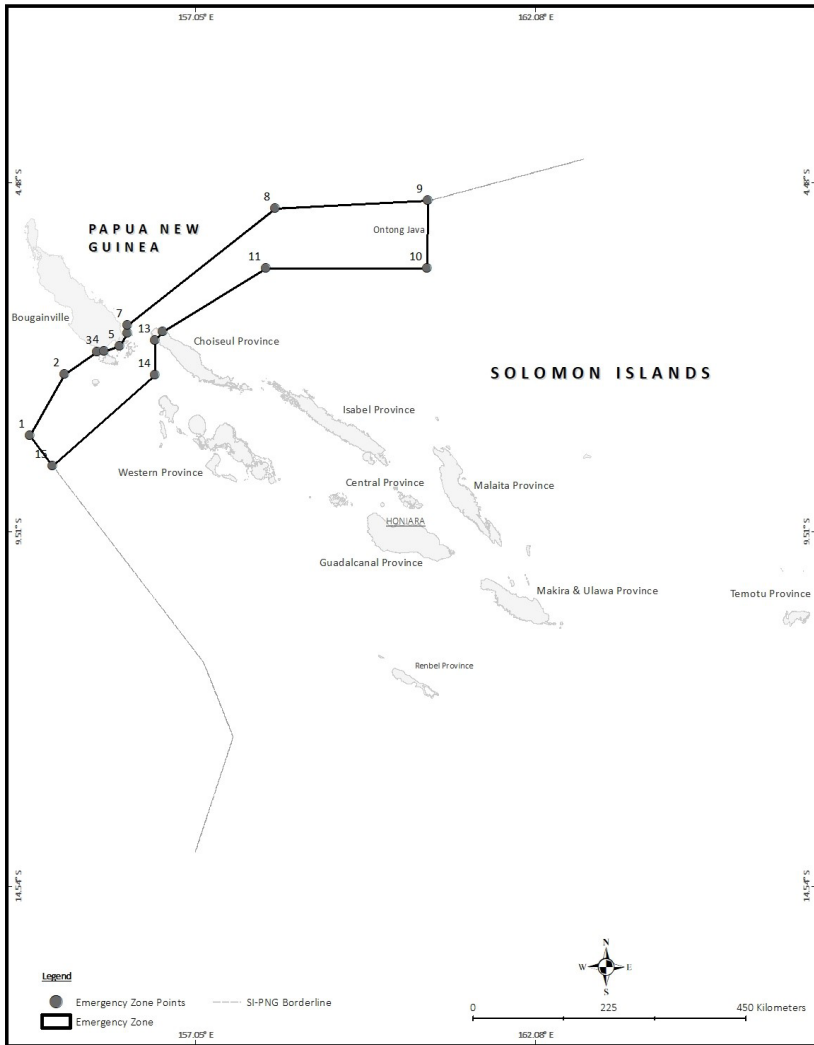 157.05° E
162.08° E
4.48° S
4.48° S
9
8
PAPUA NEW
GUINEA
Ontong Java
11
10
Bougainville
7
13
5
34
Choiseul Province
2
14
SOLOMON ISLANDS
1
Isabel Province
15
Western Province
Central Province
Malaita Province
HONIARA
9.51° S
9.51° S
Guadalcanal Province
Makira & Ulawa Province
Temotu Province
Renbel Province
14.54° S
14.54° S
N
W
E
S
Legend
Emergency Zone Points
SI-PNG Borderline
Emergency Zone
0
225
450 Kilometers
157.05° E
162.08° E